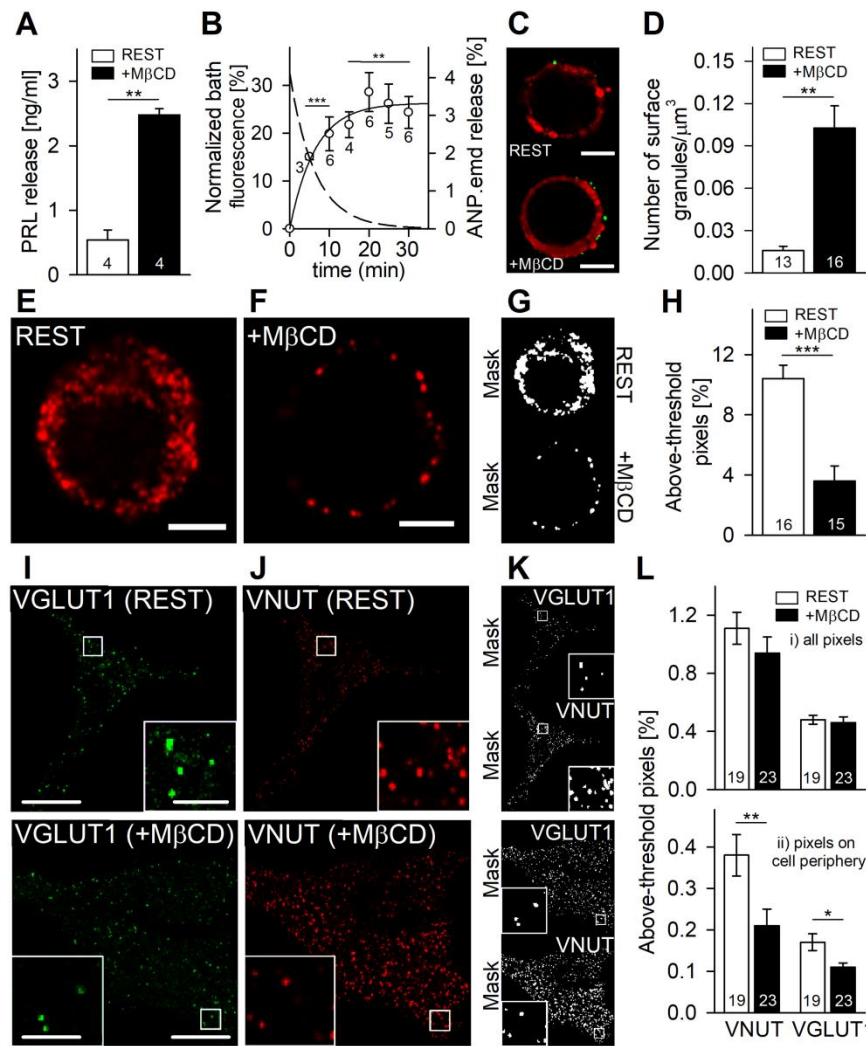 A
REST
+MβCD
PRL release [ng/ml]
3
2
1
0
**
4
4
B
Normalized bath
fluorescence [%]
30
20
10
0
***
**
3
6
4
6
5
6
4
3
2
1
0
ANP.emd release [%]
0 10 20 30
time (min)
C
REST
+MβCD
D
REST
+MβCD
Number of surface
granules/μm³
0.15
0.12
0.09
0.06
0.03
0.00
**
13
16
E
REST
F
+MβCD
G
Mask
REST
Mask
+MβCD
H
REST
+MβCD
Above-threshold
pixels [%]
12
8
4
0
***
16
15
I
VGLUT1 (REST)
VGLUT1 (+MβCD)
J
VNUT (REST)
VNUT (+MβCD)
K
VGLUT1
Mask
VNUT
Mask
VGLUT1
Mask
VNUT
Mask
L
REST
+MβCD
i) all pixels
1.2
0.8
0.4
0.0
19
23
19
23
Above-threshold pixels [%]
ii) pixels on
cell periphery
0.4
0.3
0.2
0.1
0.0
**
*
19
23
19
23
VNUT VGLUT1